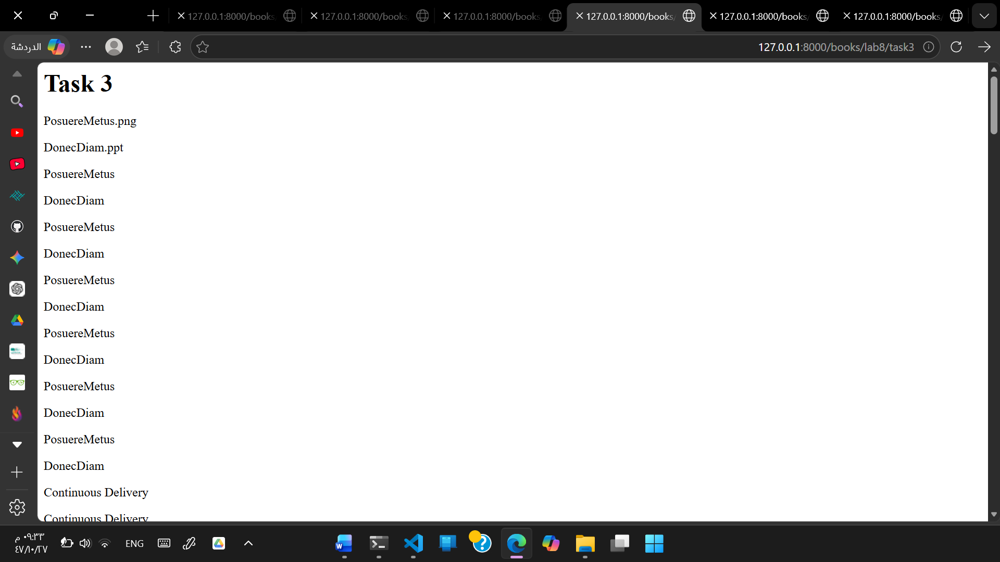 127.0.0.1:8000/books/
127.0.0.1:8000/books/
127.0.0.1:8000/books/
127.0.0.1:8000/books/
127.0.0.1:8000/books/
127.0.0.1:8000/books/
الدردشة
127.0.0.1:8000/books/lab8/task3
Task 3
PosuereMetus.png
DonecDiam.ppt
PosuereMetus
DonecDiam
PosuereMetus
DonecDiam
PosuereMetus
DonecDiam
PosuereMetus
DonecDiam
PosuereMetus
DonecDiam
PosuereMetus
DonecDiam
Continuous Delivery
Continuous Delivery
٠٩:٣٣ م
٤٧/١٠/٢٧
ENG